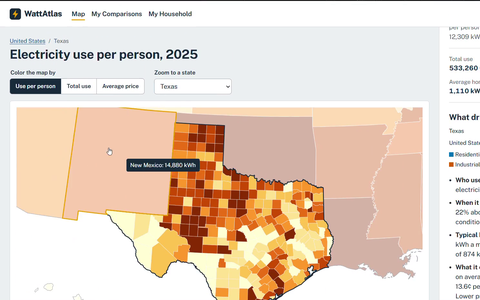 WattAtlas
Map
My Comparisons
My Household
United States / Texas
Electricity use per person, 2025
Color the map by
Zoom to a state
Use per person
Total use
Average price
Texas
New Mexico: 14,880 kWh
per person
12,309 kW
Total use
533,260
Average ho
1,110 kW
What dr
Texas
United Stat
Residenti
Industrial
Who use
electrici
When it
22% abo
conditio
Typical
kWh a m
of 874 k
What it
on avera
13.6¢ p
Lower p